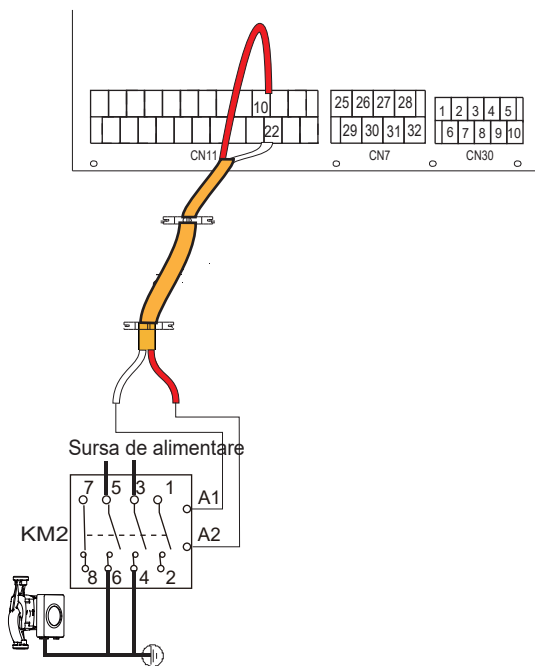 10
25 26 27 28
1 2 3 4 5
22
29 30 31 32
6 7 8 9 10
CN11
CN7
CN30
Sursa de alimentare
7 5 3 1
A1
KM2
A2
8 6 4 2